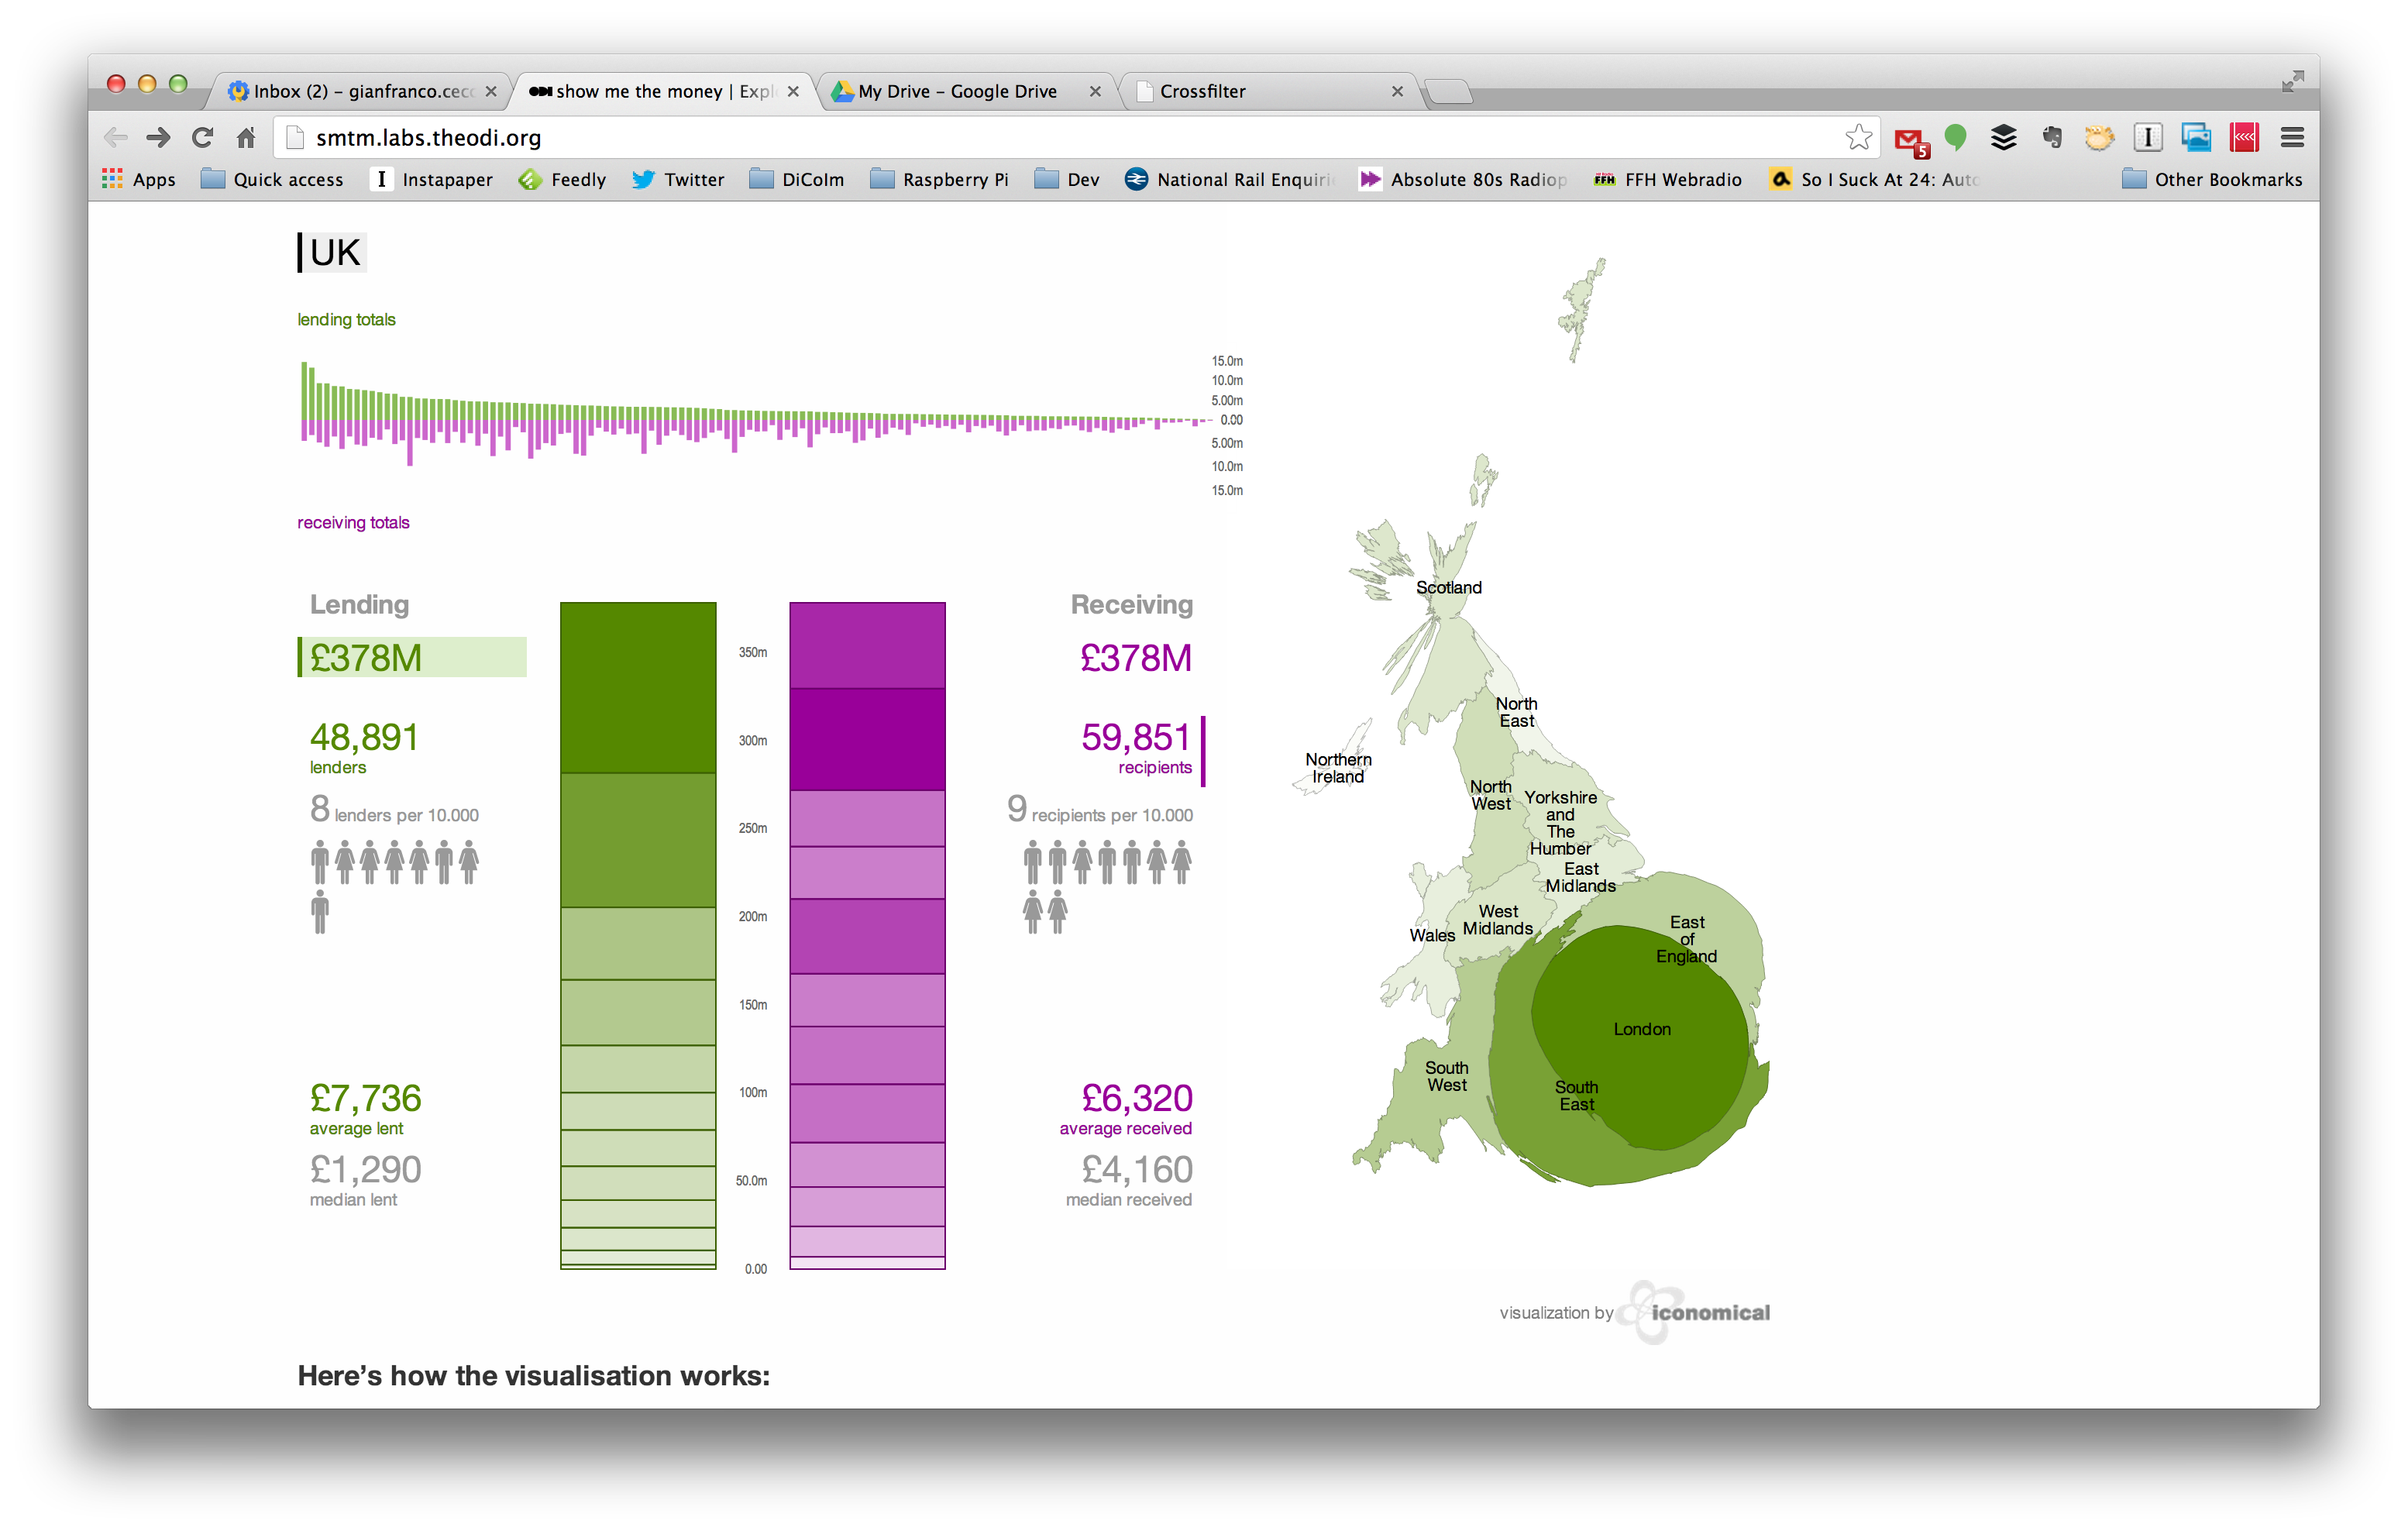 Inbox (2) – gianfranco.cecc
show me the money | Expl
My Drive – Google Drive
Crossfilter
smtm.labs.theodi.org
5
Apps
Quick access
Instapaper
Feedly
Twitter
DiCoIm
Raspberry Pi
Dev
National Rail Enquirie
Absolute 80s Radiop
FFH Webradio
So I Suck At 24: Auto
Other Bookmarks
UK
lending totals
15.0m
10.0m
5.00m
0.00
5.00m
10.0m
15.0m
receiving totals
Lending
£378M
48,891
lenders
8 lenders per 10.000
£7,736
average lent
£1,290
median lent
350m
300m
250m
200m
150m
100m
50.0m
0.00
Receiving
£378M
59,851
recipients
9 recipients per 10.000
£6,320
average received
£4,160
median received
Scotland
North
East
Northern
Ireland
North
West
Yorkshire
and
The
Humber
East
Midlands
West
Midlands
Wales
East
of
England
London
South
West
South
East
visualization by iconomical
Here's how the visualisation works: